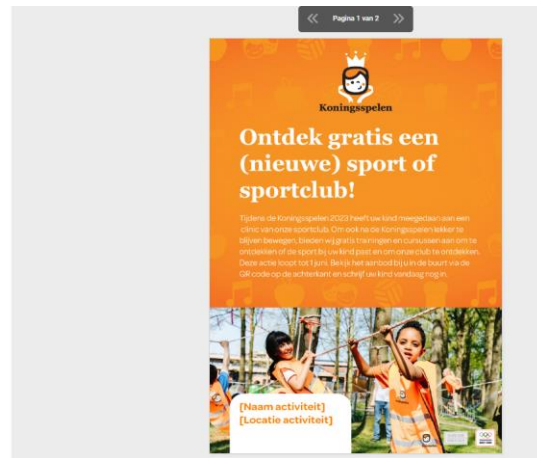 Pagina 1 van 2
Koningsspelen
Ontdek gratis een
(nieuwe) sport of
sportclub!
Tijdens de Koningsspelen 2023 heeft uw kind meegedaan aan een
clinic van onze sportclub. Om ook na de Koningsspelen lekker te
blijven bewegen, bieden wij gratis trainingen en cursussen aan om te
ontdekken of de sport bij uw kind past en om onze club te ontdekken.
Deze actie loopt tot 1 juni. Bekijk het aanbod bij u in de buurt via de
QR code op de achterkant en schrijf uw kind vandaag nog in.
[Naam activiteit]
[Locatie activiteit]